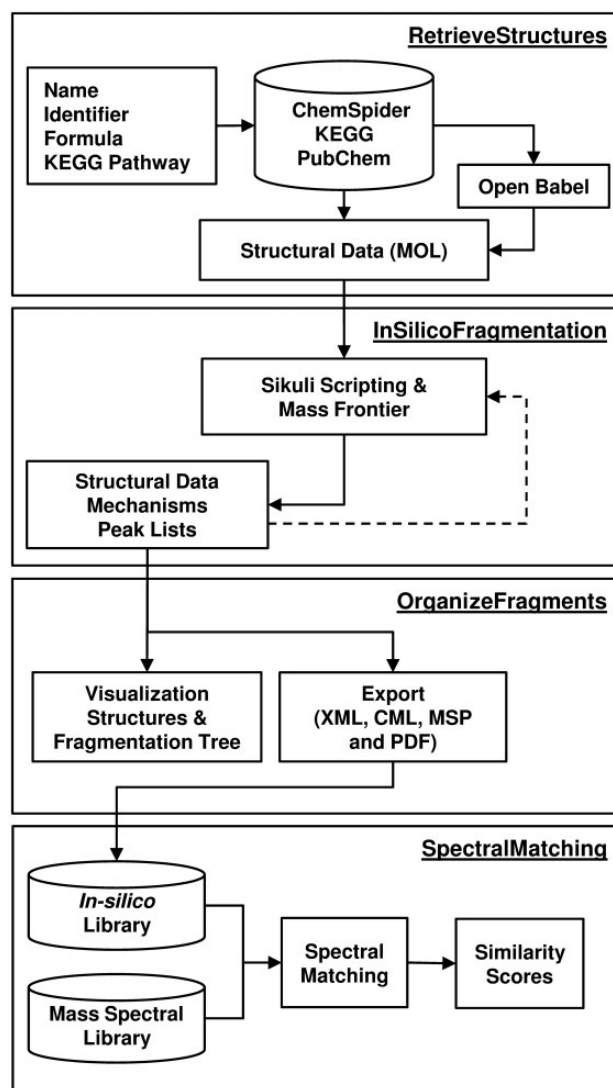 RetrieveStructures
Name
Identifier
Formula
KEGG Pathway
ChemSpider
KEGG
PubChem
Open Babel
Structural Data (MOL)
InSilicoFragmentation
Sikuli Scripting &
Mass Frontier
Structural Data
Mechanisms
Peak Lists
OrganizeFragments
Visualization
Structures &
Fragmentation Tree
Export
(XML, CML, MSP
and PDF)
SpectralMatching
In-silico
Library
Mass Spectral
Library
Spectral
Matching
Similarity
Scores